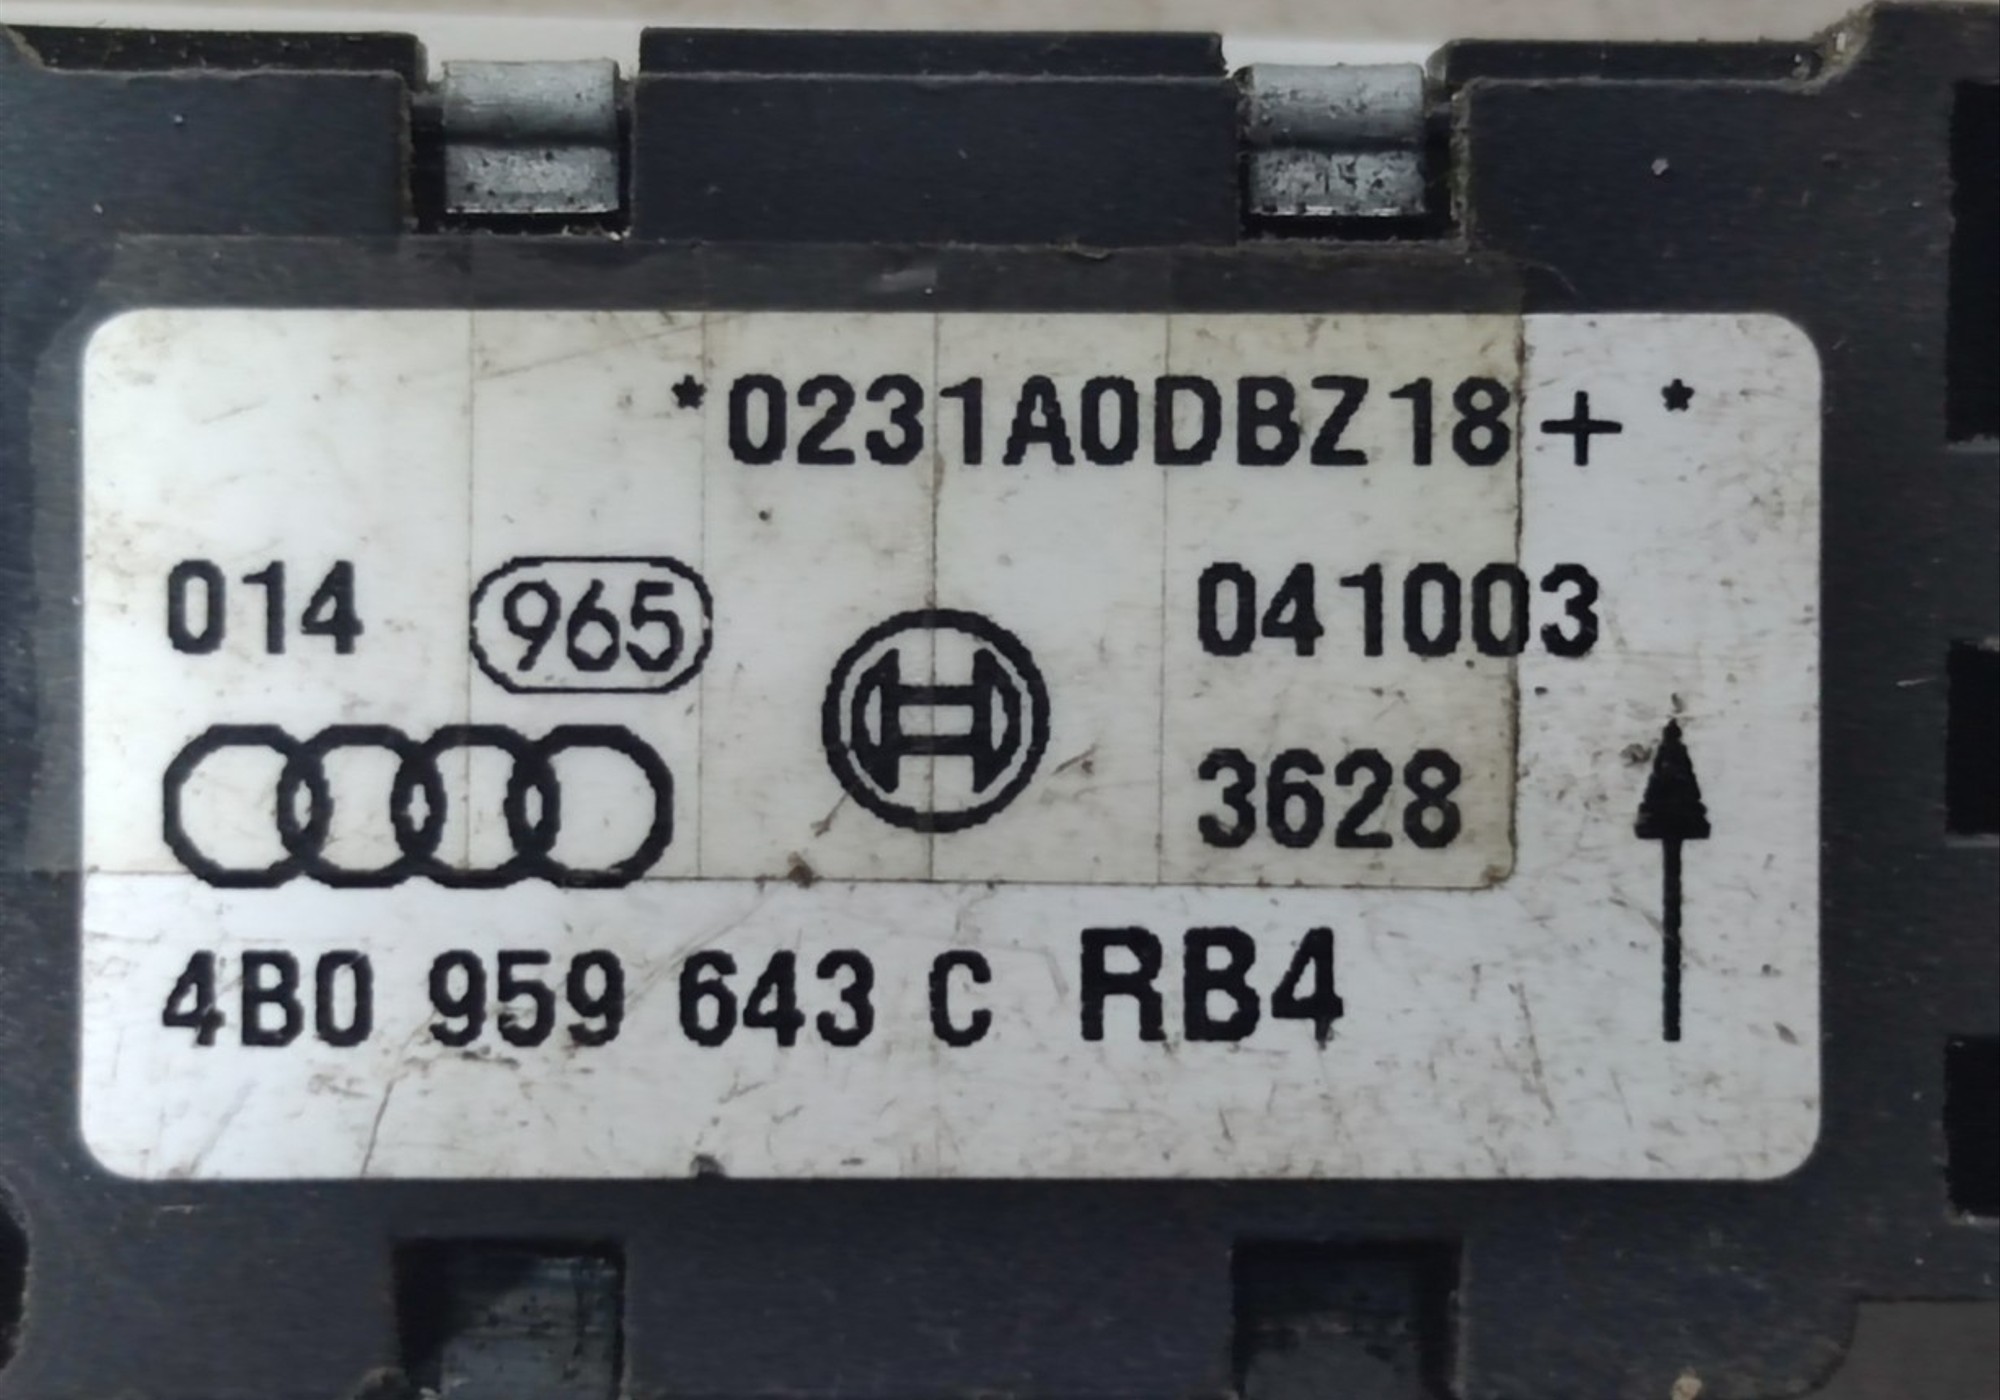 *0231A0DBZ18+*
014 965 041003
3628
4B0 959 643 C RB4